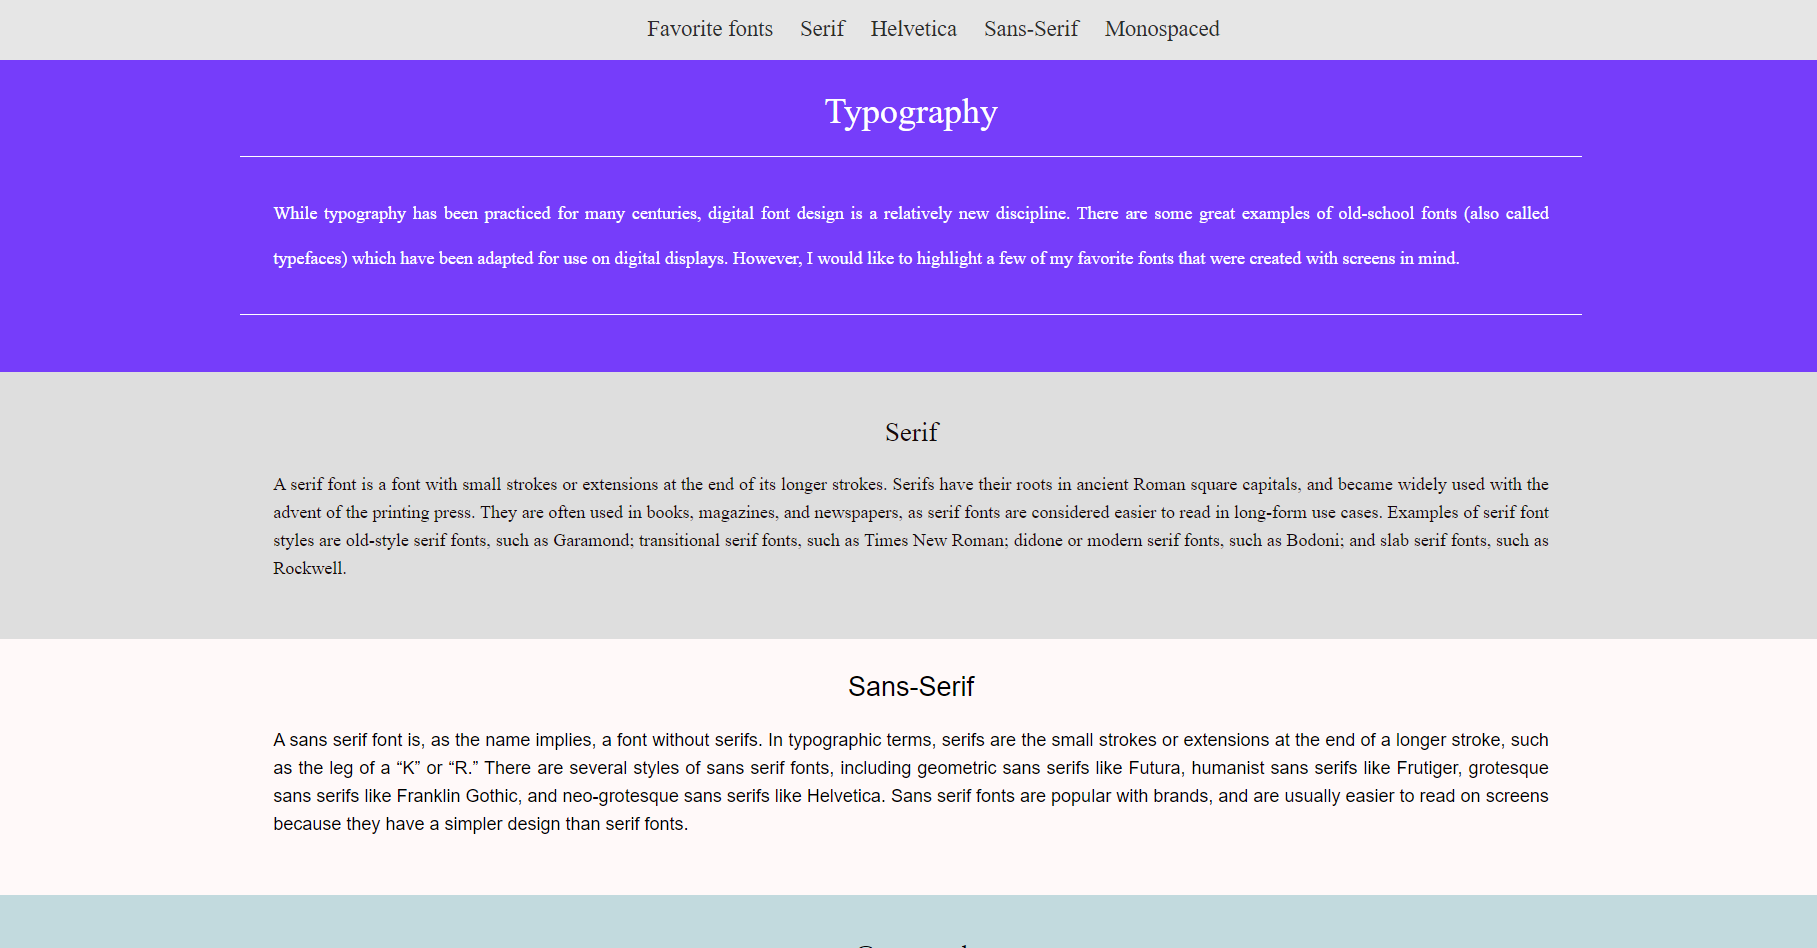 Favorite fonts Serif Helvetica Sans-Serif Monospaced
Typography
While typography has been practiced for many centuries, digital font design is a relatively new discipline. There are some great examples of old-school fonts (also called
typefaces) which have been adapted for use on digital displays. However, I would like to highlight a few of my favorite fonts that were created with screens in mind.
Serif
A serif font is a font with small strokes or extensions at the end of its longer strokes. Serifs have their roots in ancient Roman square capitals, and became widely used with the
advent of the printing press. They are often used in books, magazines, and newspapers, as serif fonts are considered easier to read in long-form use cases. Examples of serif font
styles are old-style serif fonts, such as Garamond; transitional serif fonts, such as Times New Roman; didone or modern serif fonts, such as Bodoni; and slab serif fonts, such as
Rockwell.
Sans-Serif
A sans serif font is, as the name implies, a font without serifs. In typographic terms, serifs are the small strokes or extensions at the end of a longer stroke, such
as the leg of a “K” or “R.” There are several styles of sans serif fonts, including geometric sans serifs like Futura, humanist sans serifs like Frutiger, grotesque
sans serifs like Franklin Gothic, and neo-grotesque sans serifs like Helvetica. Sans serif fonts are popular with brands, and are usually easier to read on screens
because they have a simpler design than serif fonts.